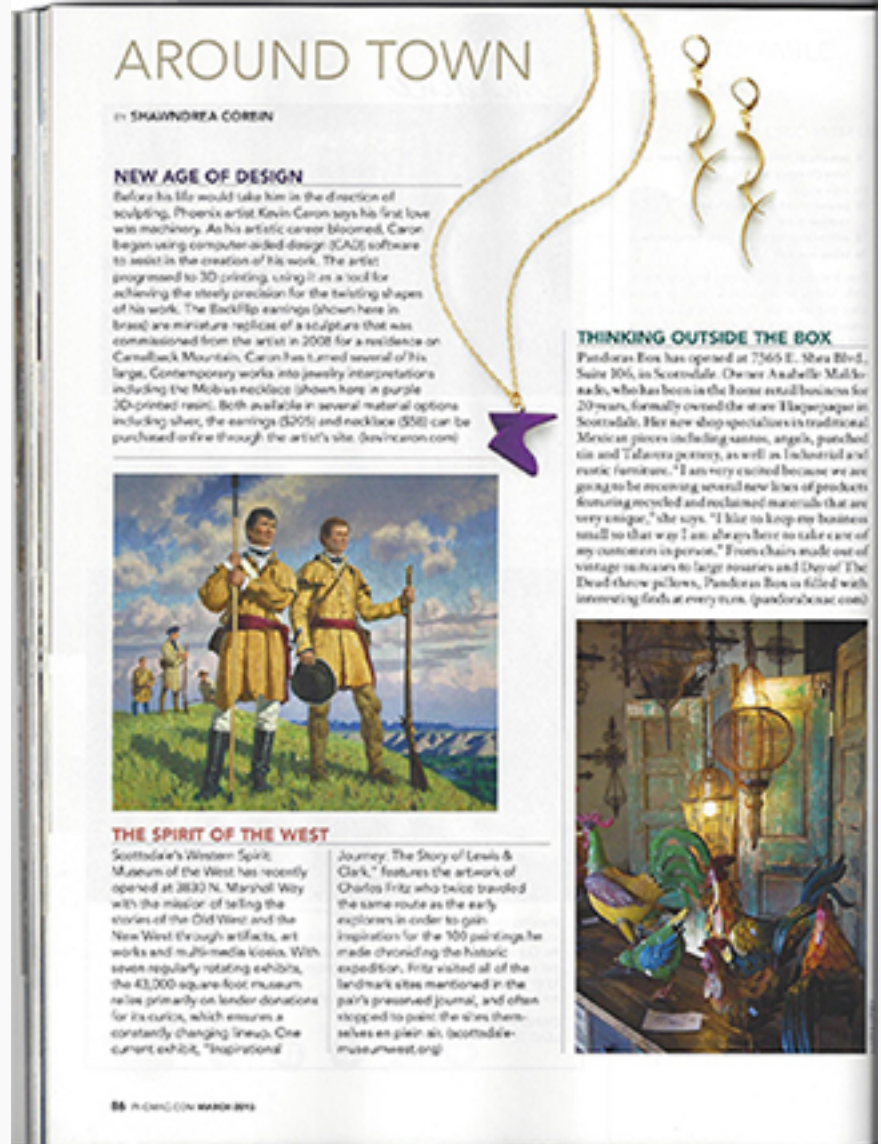 AROUND TOWN
BY SHAWNDREA CORBIN
NEW AGE OF DESIGN
Before his life would take him in the direction of
sculpting, Phoenix artist Kevin Caron says his first love
was machinery. As his artistic career bloomed, Caron
began using computer-aided design (CAD) software
to assist in the creation of his work. The artist
progressed to 3D printing, using it as a tool for
achieving the steely precision for the twisting shapes
of his work. The Backflip earrings (shown here in
brass) are miniature replicas of a sculpture that was
commissioned from the artist in 2008 for a residence on
Camelback Mountain. Caron has turned several of his
large, Contemporary works into jewelry interpretations
including the Mobius necklace (shown here in purple
3D-printed resin). Both available in several material options
including silver, the earrings ($205) and necklace ($58) can be
purchased online through the artist's site. (kevincaron.com)
THE SPIRIT OF THE WEST
Scottsdale's Western Spirit:
Museum of the West has recently
opened at 3830 N. Marshall Way
with the mission of telling the
stories of the Old West and the
New West through artifacts, art
works and multi-media kiosks. With
seven regularly rotating exhibits,
the 43,000-square-foot museum
relies primarily on lender donations
for its curios, which ensures a
constantly changing lineup. One
current exhibit, "Inspirational
Journey: The Story of Lewis &
Clark," features the artwork of
Charles Fritz who twice traveled
the same route as the early
explorers in order to gain
inspiration for the 100 paintings he
made chronicling the historic
expedition. Fritz visited all of the
landmark sites mentioned in the
pair's preserved journal, and often
stopped to paint the sites them-
selves en plein air. (scottsdale-
museumwest.org)
THINKING OUTSIDE THE BOX
Pandoras Box has opened at 7366 E. Shea Blvd.,
Suite 106, in Scottsdale. Owner Anabelle Maldo-
nado, who has been in the home retail business for
20 years, formally owned the store Tlaquepaque in
Scottsdale. Her new shop specializes in traditional
Mexican pieces including santos, angels, punched
tin and Talavera pottery, as well as Industrial and
rustic furniture. "I am very excited because we are
going to be receiving several new lines of products
featuring recycled and reclaimed materials that are
very unique," she says. "I like to keep my business
small so that way I am always here to take care of
my customers in person." From chairs made out of
vintage suitcases to large rosaries and Day of The
Dead throw pillows, Pandoras Box is filled with
interesting finds at every turn. (pandoraboxaz.com)
86 PHGMAG.COM MARCH 2015